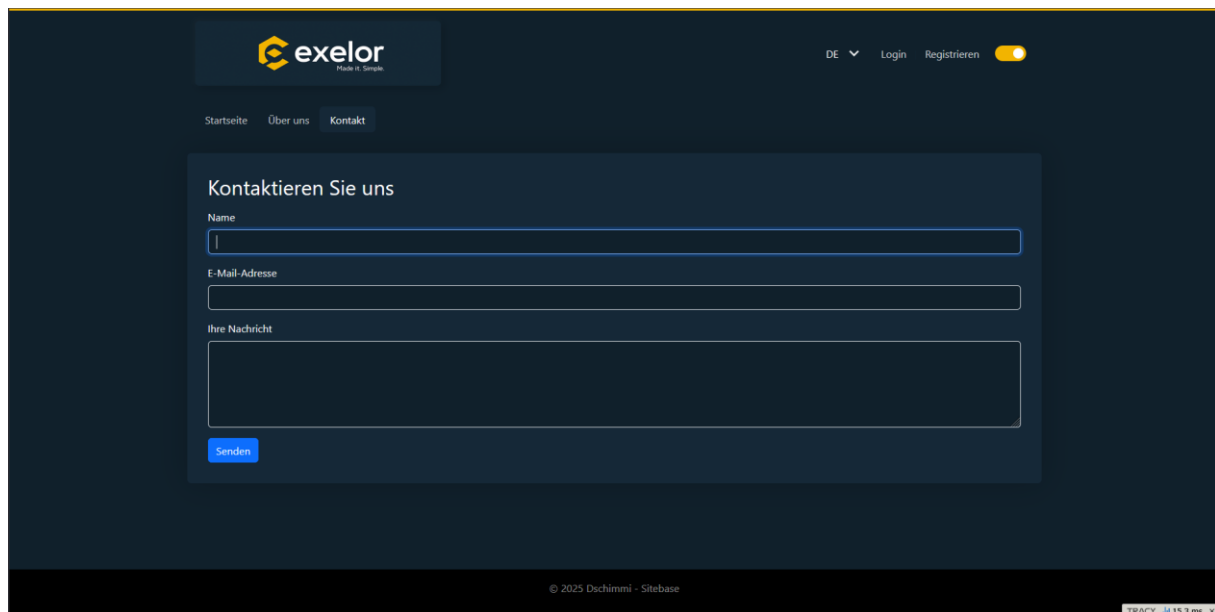 exelor
Made it. Simple.
DE Login Registrieren
Startseite Über uns Kontakt
Kontaktieren Sie uns
Name
E-Mail-Adresse
Ihre Nachricht
Senden
© 2025 Dschimmi - Sitebase
TRACY 15.3 ms x